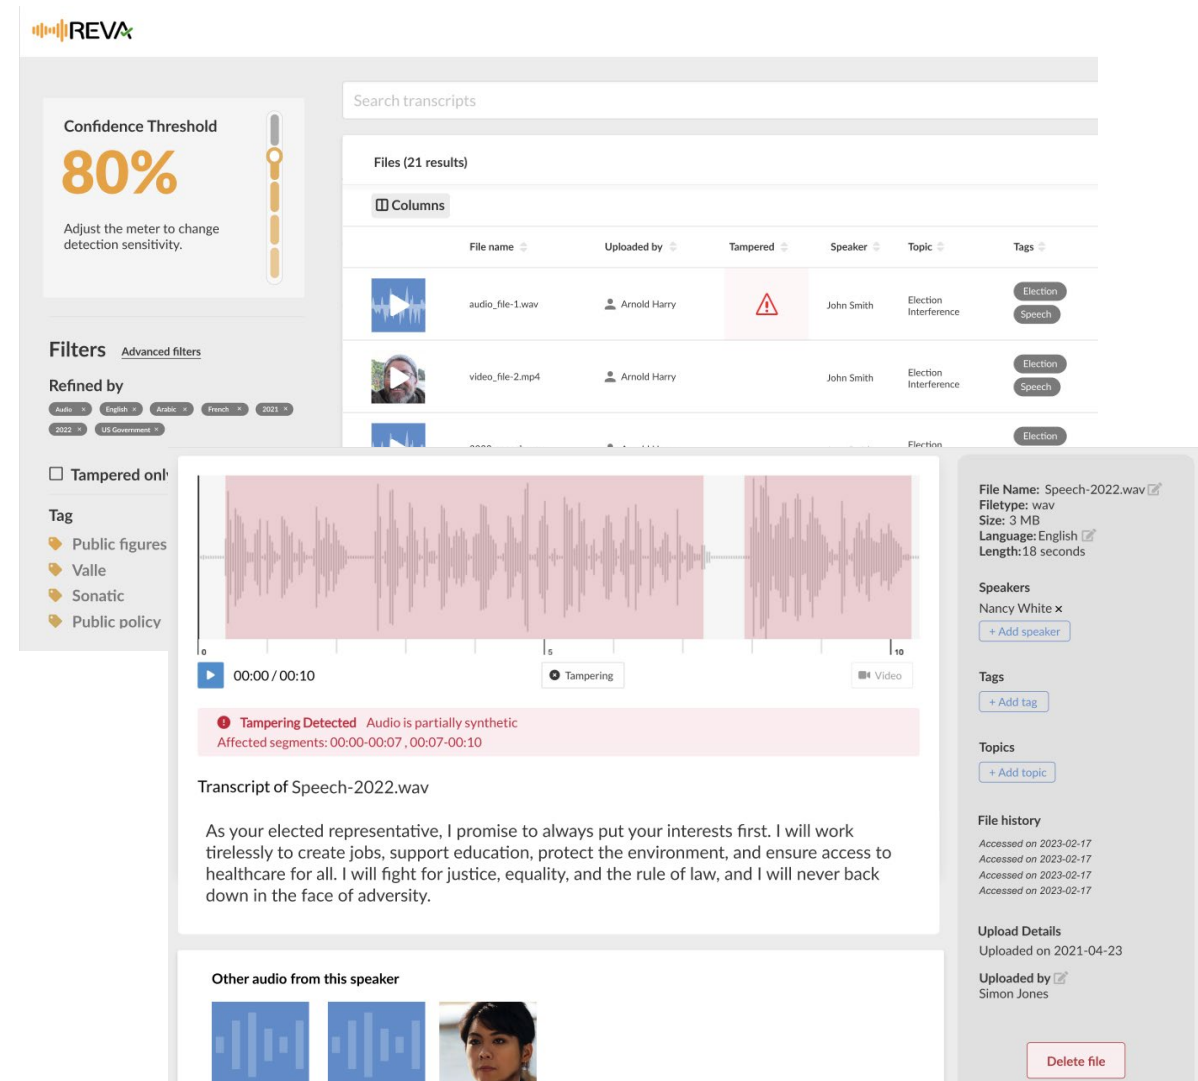 REVA
Confidence Threshold
80%
Adjust the meter to change
detection sensitivity.
Filters Advanced filters
Refined by
Audio × English × Arabic × French × 2021 ×
2022 × US Government ×
Tampered onl
Tag
Public figures
Valle
Sonatic
Public policy
Search transcripts
Files (21 results)
Columns
File name Uploaded by Tampered Speaker Topic Tags
audio_file-1.wav Arnold Harry John Smith Election Interference Election Speech
video_file-2.mp4 Arnold Harry John Smith Election Interference Election Speech
Election Election
0 5 10
00:00 / 00:10 Tampering Video
Tampering Detected Audio is partially synthetic
Affected segments: 00:00-00:07 , 00:07-00:10
Transcript of Speech-2022.wav
As your elected representative, I promise to always put your interests first. I will work
tirelessly to create jobs, support education, protect the environment, and ensure access to
healthcare for all. I will fight for justice, equality, and the rule of law, and I will never back
down in the face of adversity.
Other audio from this speaker
File Name: Speech-2022.wav
Filetype: wav
Size: 3 MB
Language: English
Length:18 seconds
Speakers
Nancy White ×
+ Add speaker
Tags
+ Add tag
Topics
+ Add topic
File history
Accessed on 2023-02-17
Accessed on 2023-02-17
Accessed on 2023-02-17
Accessed on 2023-02-17
Upload Details
Uploaded on 2021-04-23
Uploaded by
Simon Jones
Delete file